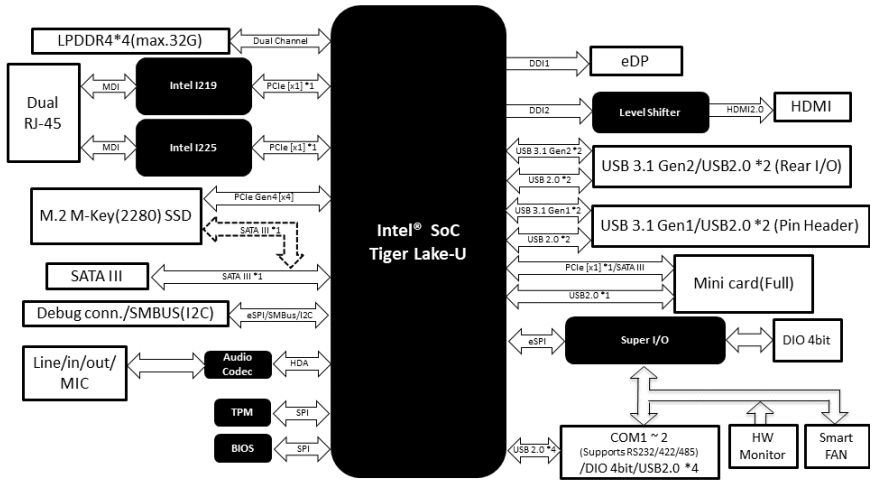 LPDDR4*4(max.32G)
Dual Channel
Dual
RJ-45
MDI
Intel I219
PCIe [x1] *1
MDI
Intel I225
PCIe [x1] *1
M.2 M-Key(2280) SSD
PCIe Gen4 [x4]
SATA III *1
SATA III
SATA III *1
Debug conn./SMBUS(I2C)
eSPI/SMBus/I2C
Line/in/out/
MIC
Audio
Codec
HDA
TPM
SPI
BIOS
SPI
Intel® SoC
Tiger Lake-U
DDI1
eDP
DDI2
Level Shifter
HDMI2.0
HDMI
USB 3.1 Gen2 *2
USB 2.0 *2
USB 3.1 Gen2/USB2.0 *2 (Rear I/O)
USB 3.1 Gen1 *2
USB 2.0 *2
USB 3.1 Gen1/USB2.0 *2 (Pin Header)
PCIe [x1] *1/SATA III
USB2.0 *1
Mini card(Full)
eSPI
Super I/O
DIO 4bit
USB 2.0 *4
COM1 ~ 2
(Supports RS232/422/485)
/DIO 4bit/USB2.0 *4
HW
Monitor
Smart
FAN